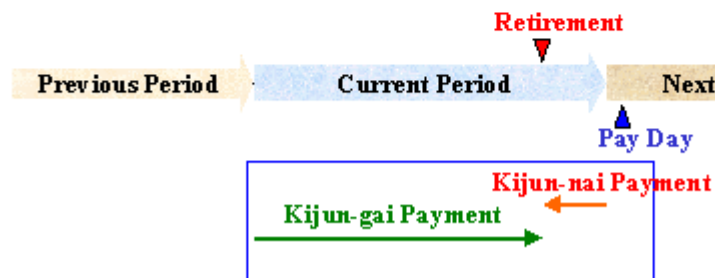 Retirement
Previous Period
Current Period
Next
Pay Day
Kijun-nai Payment
Kijun-gai Payment